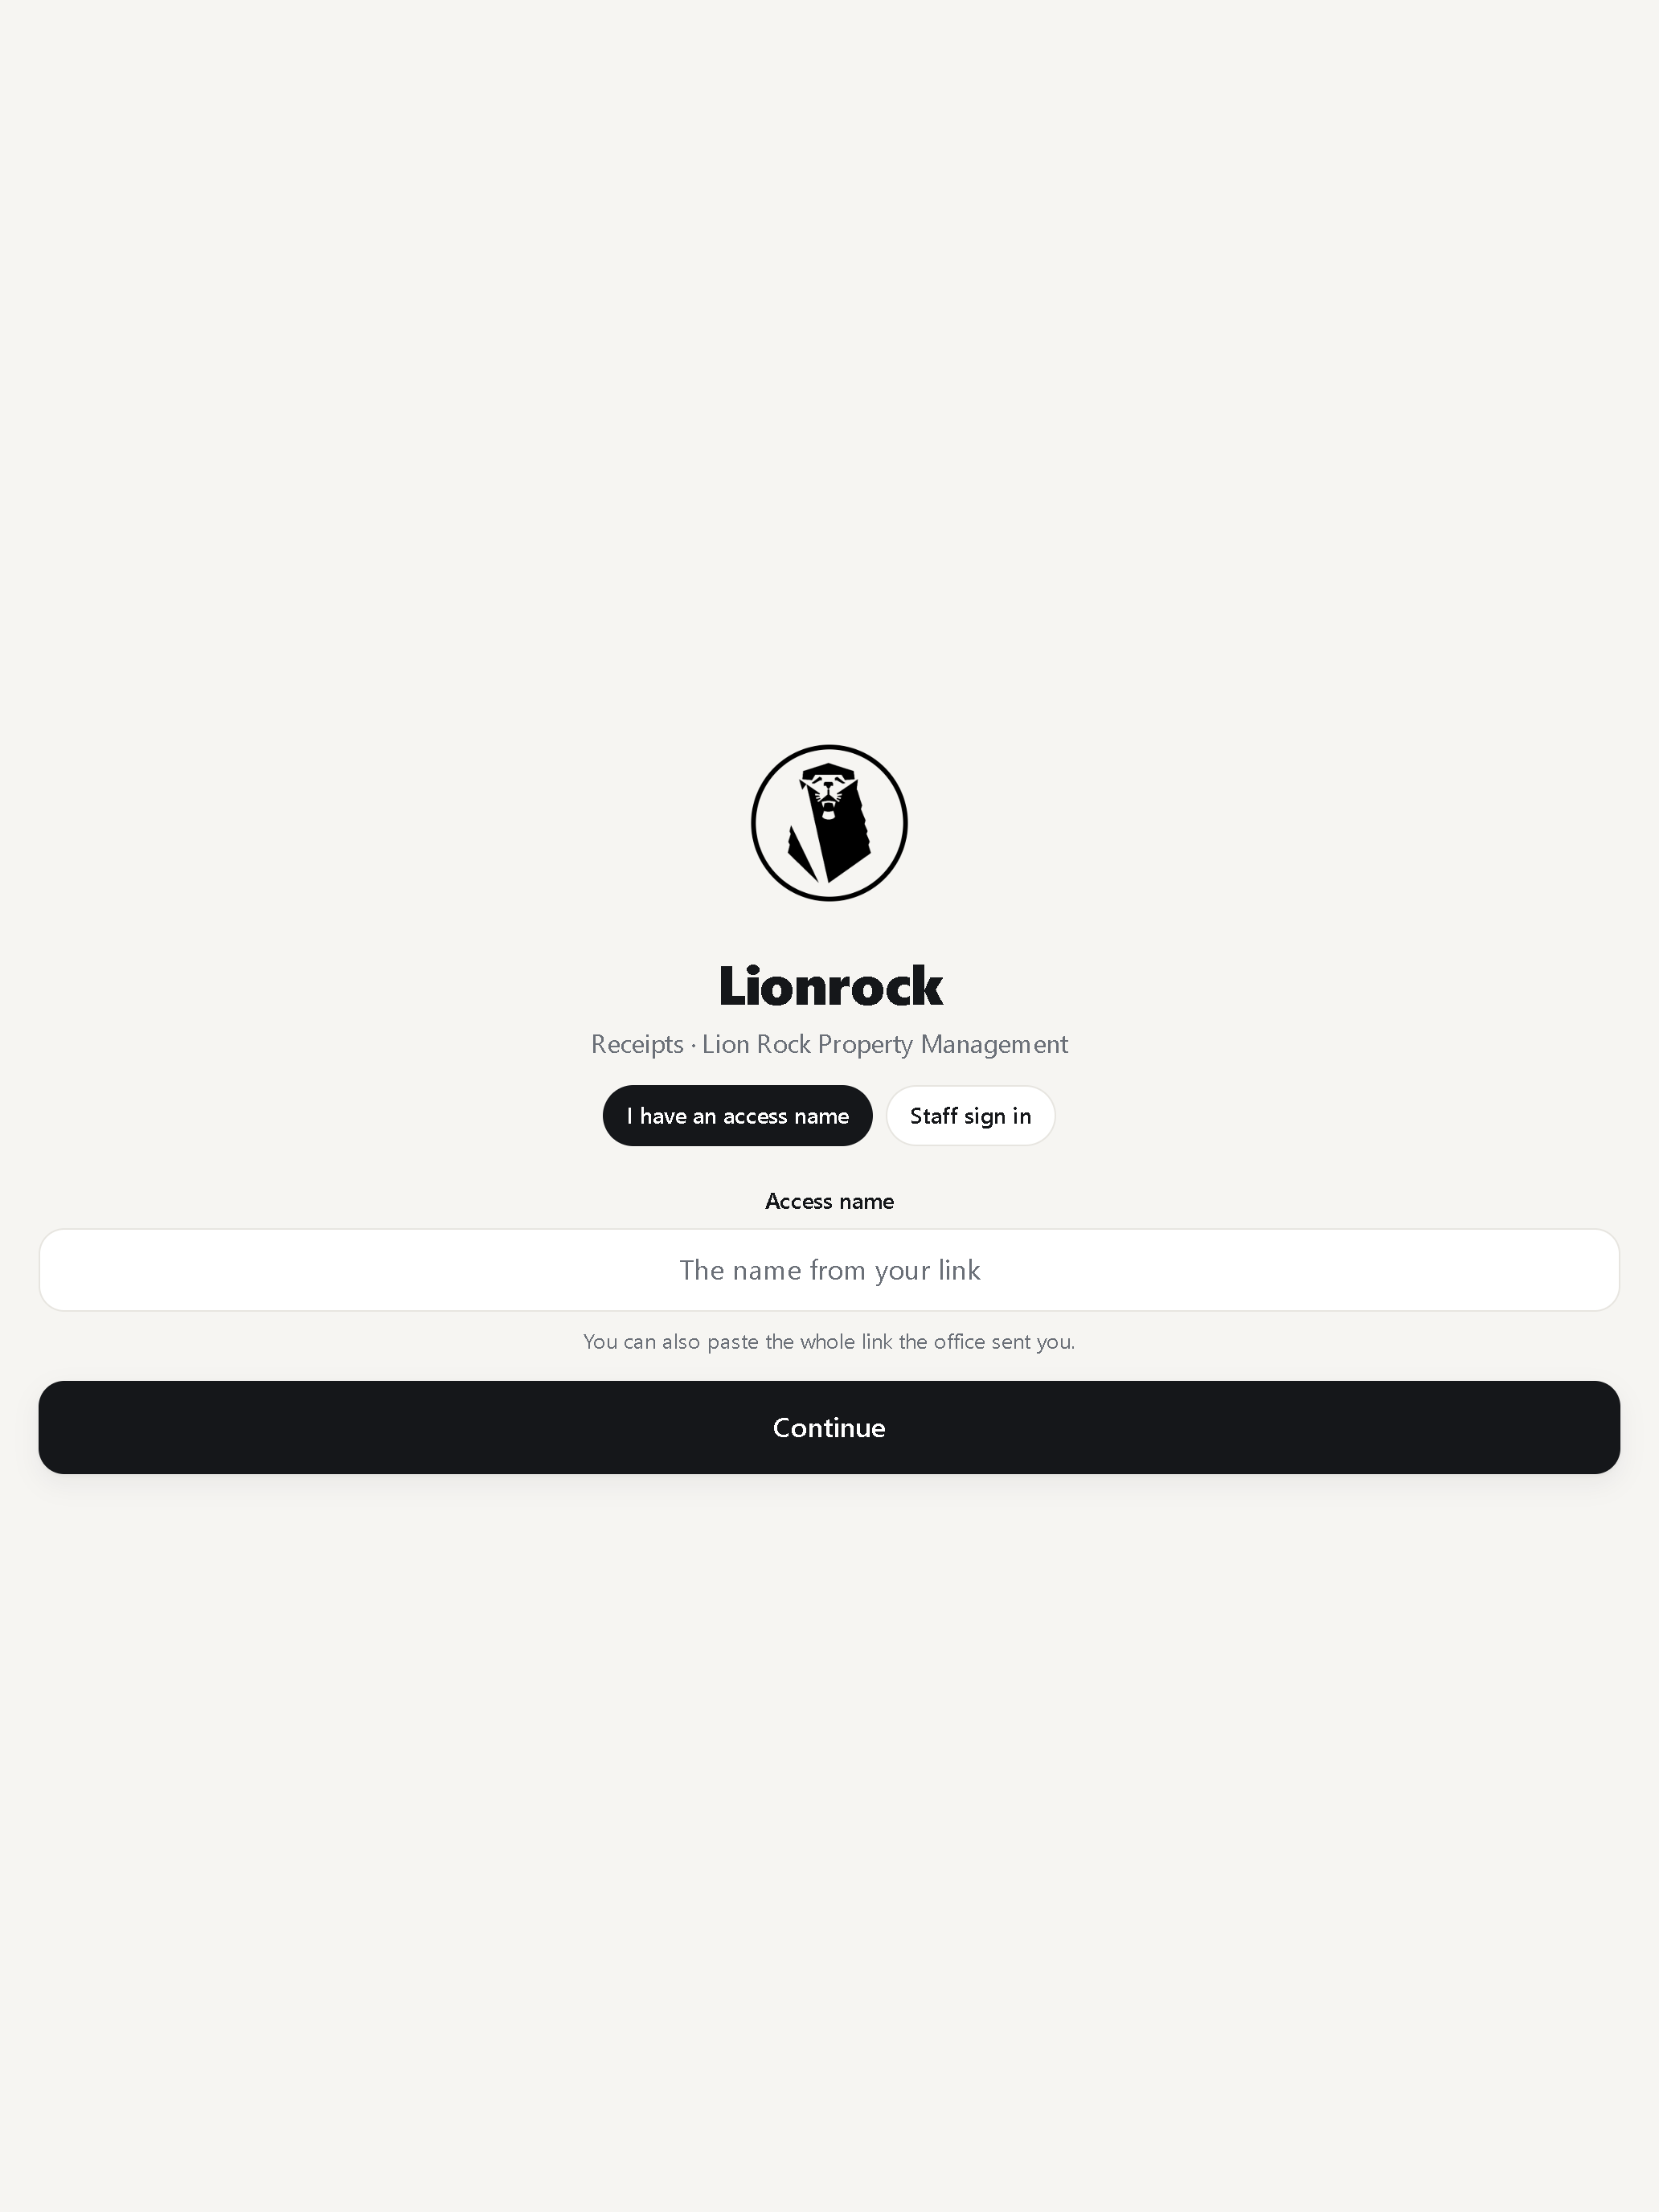 Lionrock
Receipts · Lion Rock Property Management
I have an access name
Staff sign in
Access name
The name from your link
You can also paste the whole link the office sent you.
Continue